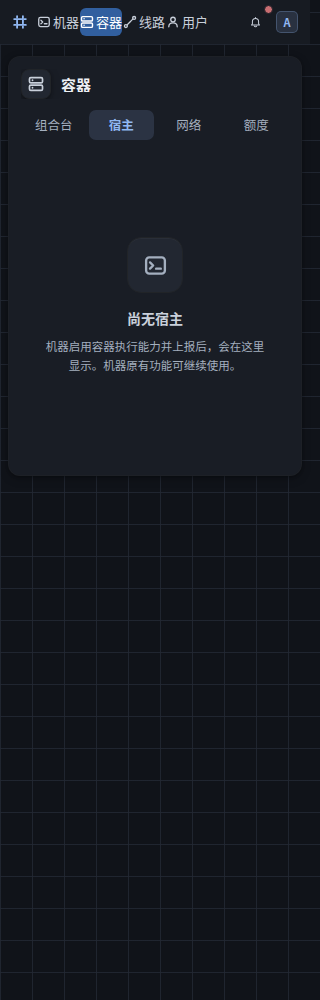 机器 容器 线路 用户 A
容器
组合台 宿主 网络 额度
尚无宿主
机器启用容器执行能力并上报后，会在这里
显示。机器原有功能可继续使用。